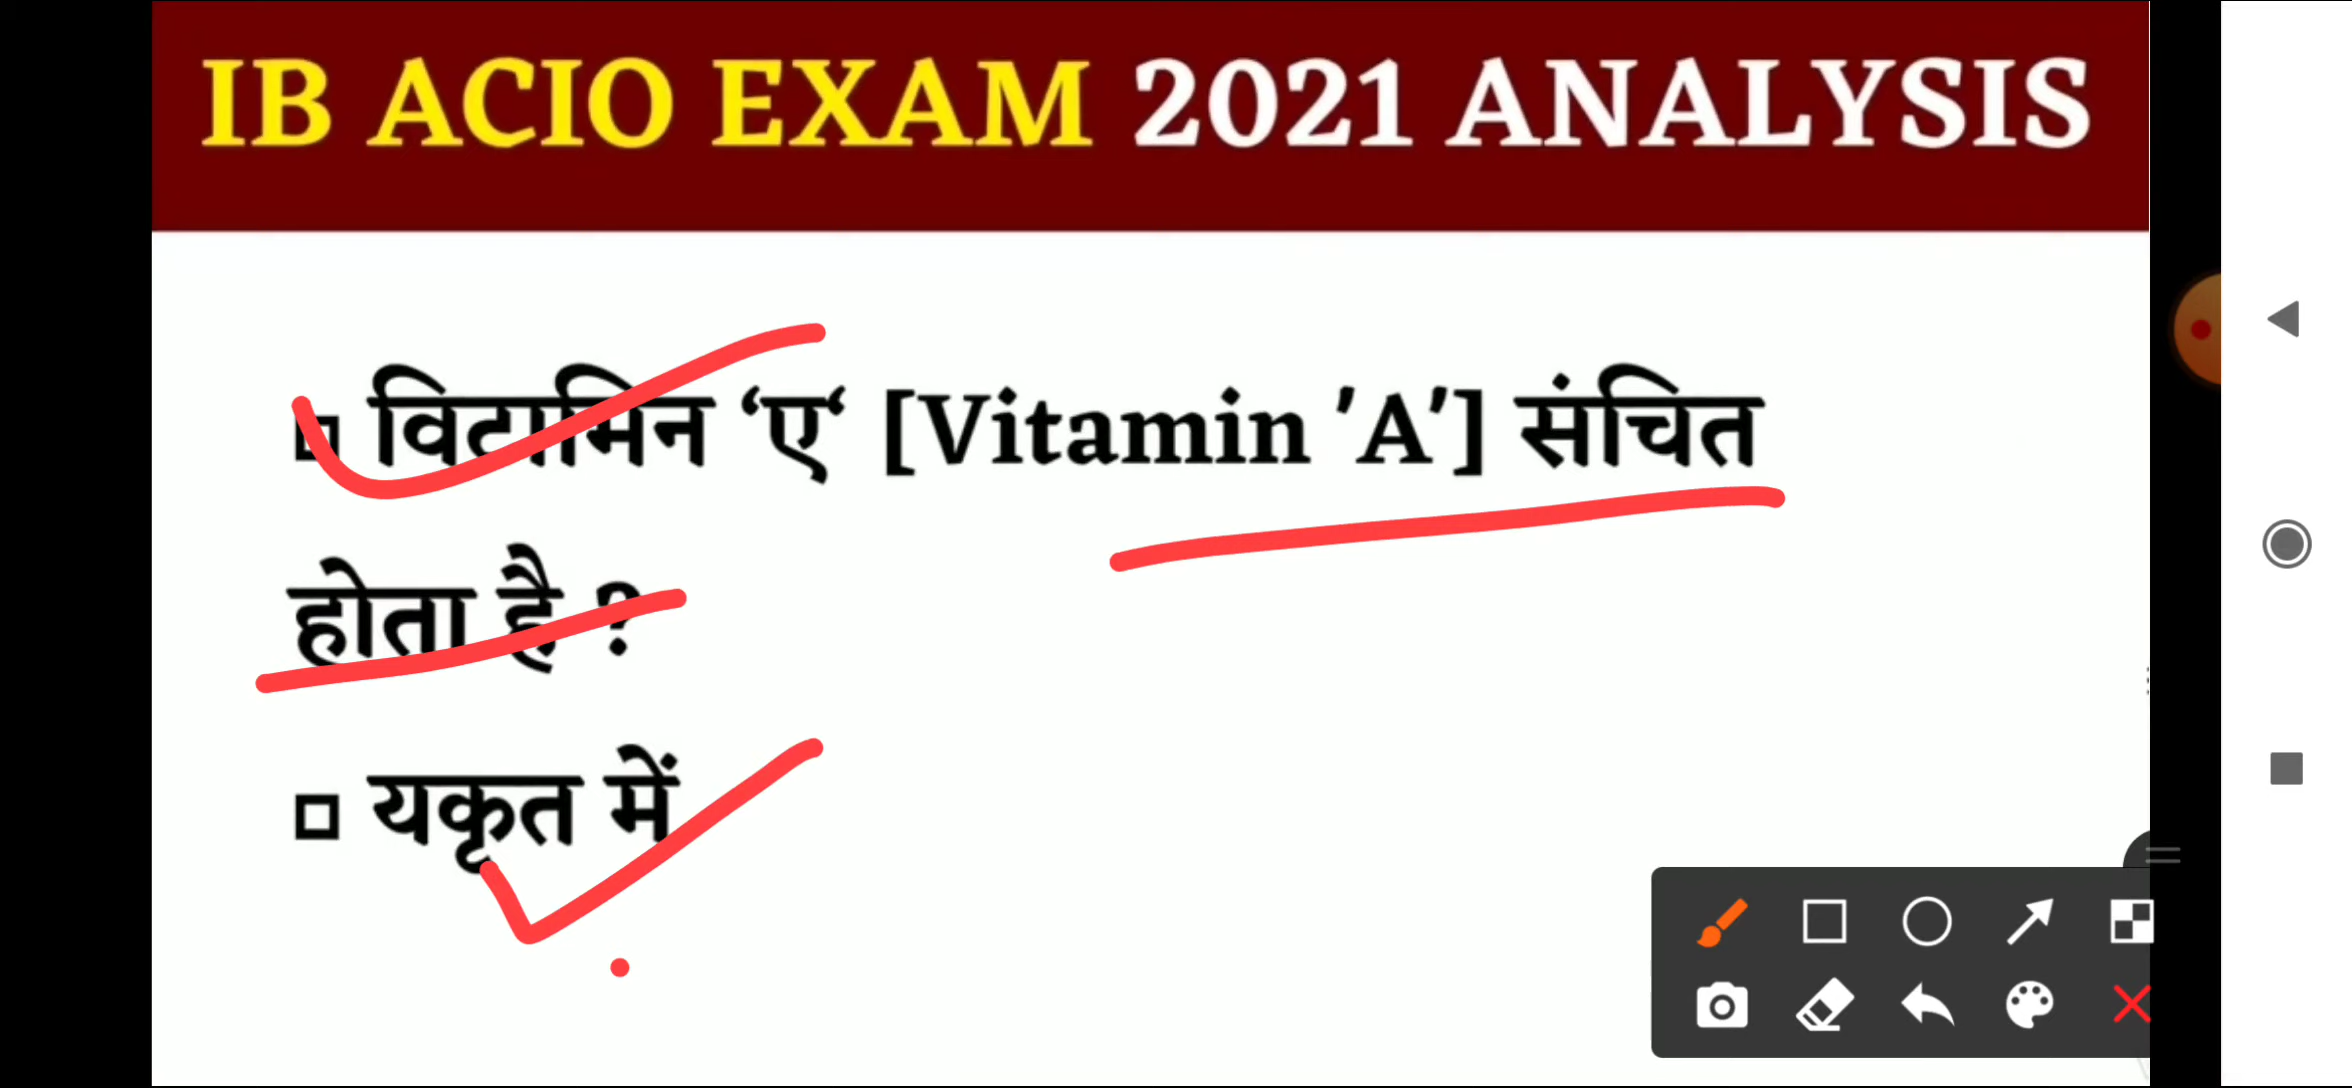 IB ACIO EXAM 2021 ANALYSIS
विटामिन ‘ए‘ [Vitamin ′A′] संचित
होता है ?
यकृत में